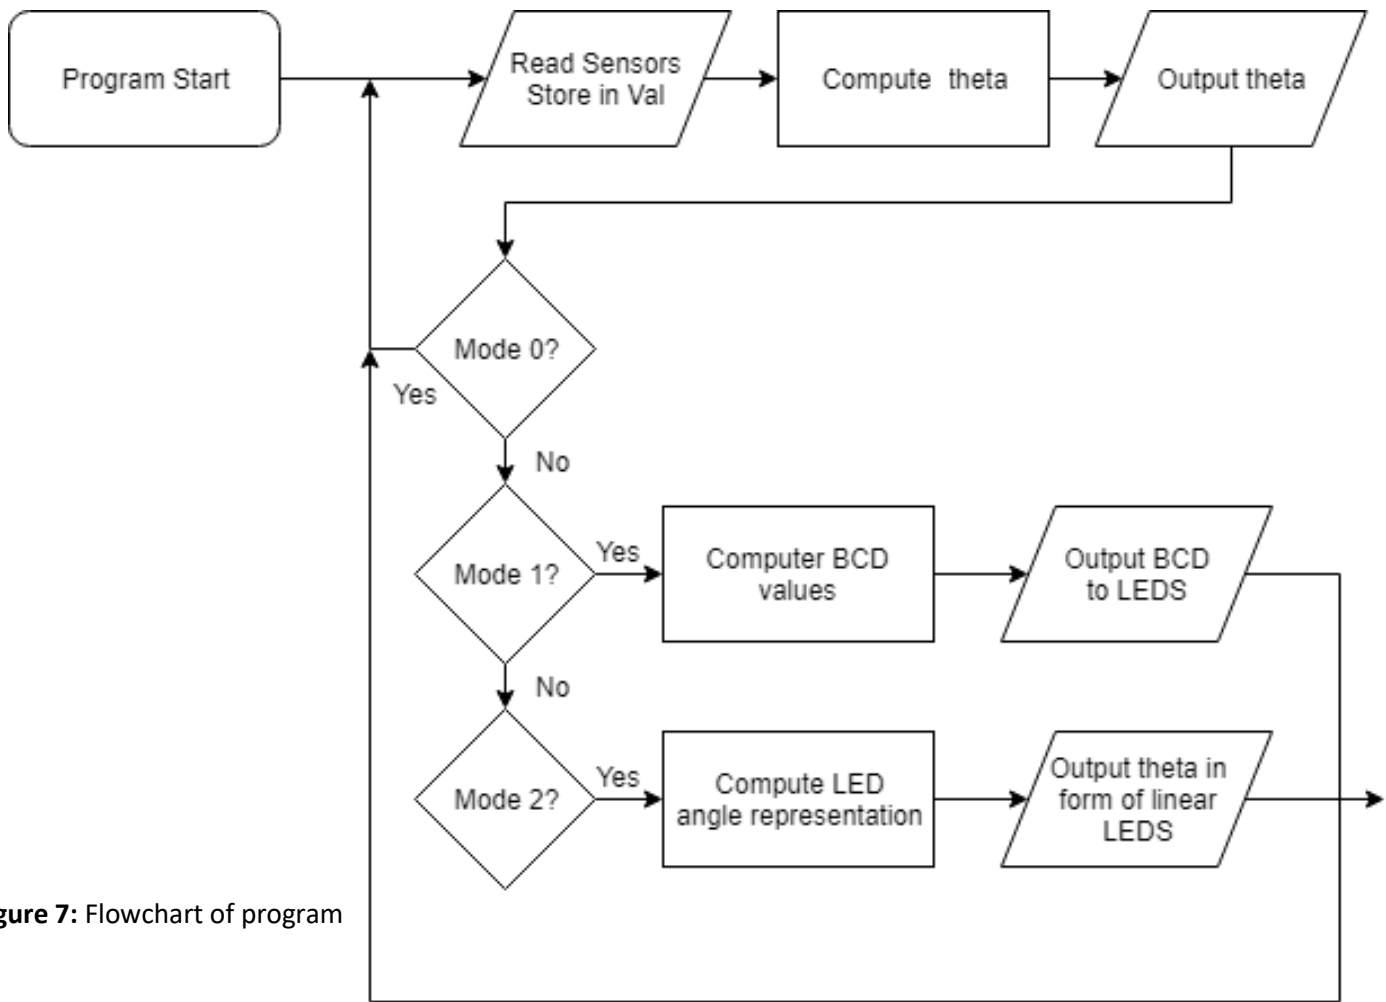 Program Start
Read Sensors
Store in Val
Compute theta
Output theta
Mode 0?
Yes
No
Mode 1?
Yes
Computer BCD
values
Output BCD
to LEDS
No
Mode 2?
Yes
Compute LED
angle representation
Output theta in
form of linear
LEDS
gure 7: Flowchart of program